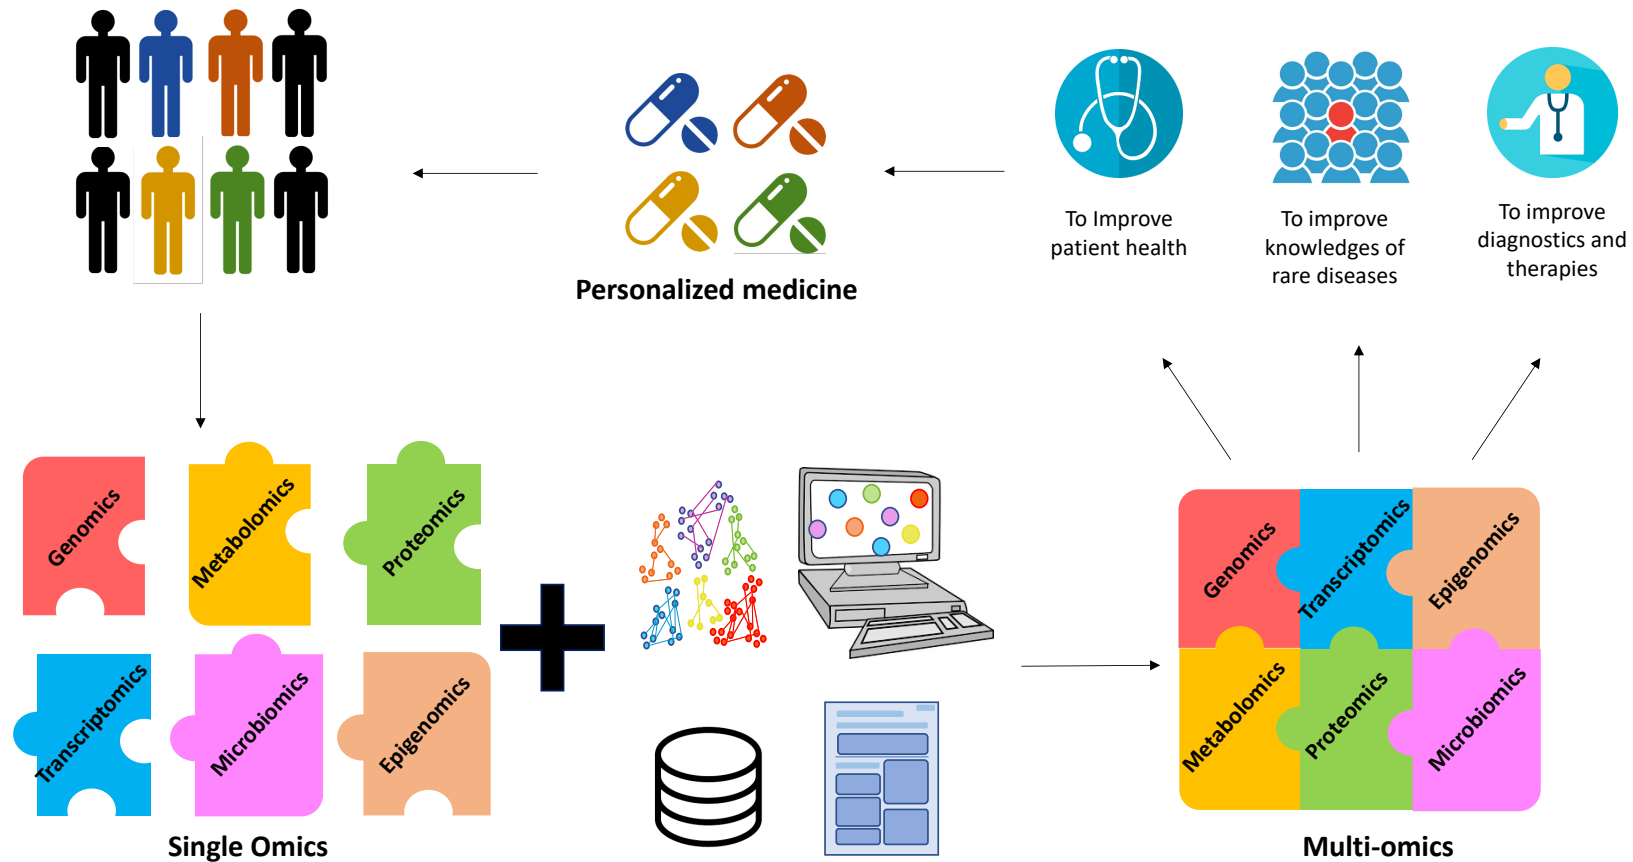 To Improve
patient health
To improve
knowledges of
rare diseases
To improve
diagnostics and
therapies
Personalized medicine
Genomics
Metabolomics
Proteomics
Transcriptomics
Microbiomics
Epigenomics
Single Omics
Genomics
Transcriptomics
Epigenomics
Metabolomics
Proteomics
Microbiomics
Multi-omics